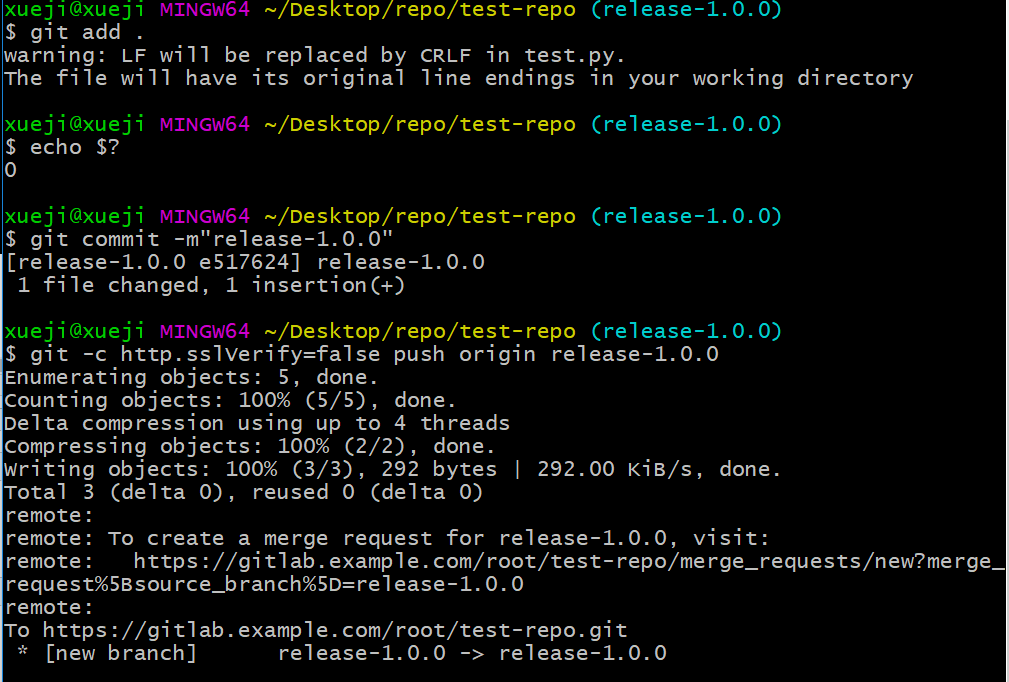 xueji@xueji MINGW64 ~/Desktop/repo/test-repo (release-1.0.0)
$ git add .
warning: LF will be replaced by CRLF in test.py.
The file will have its original line endings in your working directory
xueji@xueji MINGW64 ~/Desktop/repo/test-repo (release-1.0.0)
$ echo $?
0
xueji@xueji MINGW64 ~/Desktop/repo/test-repo (release-1.0.0)
$ git commit -m"release-1.0.0"
[release-1.0.0 e517624] release-1.0.0
 1 file changed, 1 insertion(+)
xueji@xueji MINGW64 ~/Desktop/repo/test-repo (release-1.0.0)
$ git -c http.sslVerify=false push origin release-1.0.0
Enumerating objects: 5, done.
Counting objects: 100% (5/5), done.
Delta compression using up to 4 threads
Compressing objects: 100% (2/2), done.
Writing objects: 100% (3/3), 292 bytes | 292.00 KiB/s, done.
Total 3 (delta 0), reused 0 (delta 0)
remote:
remote: To create a merge request for release-1.0.0, visit:
remote:   https://gitlab.example.com/root/test-repo/merge_requests/new?merge_
request%5Bsource_branch%5D=release-1.0.0
remote:
To https://gitlab.example.com/root/test-repo.git
 * [new branch]      release-1.0.0 -> release-1.0.0